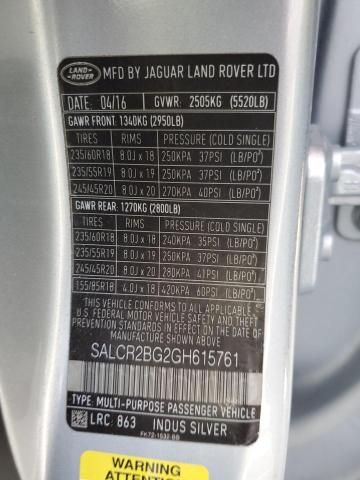 LAND-
ROVER
MFD BY JAGUAR LAND ROVER LTD
DATE: 04/16 GVWR: 2505KG (5520LB)
GAWR FRONT: 1340KG (2950LB)
TIRES RIMS PRESSURE (COLD SINGLE)
235/60R18 8.0J x 18 250KPA 37PSI (LB/PO²)
235/55R19 8.0J x 19 250KPA 37PSI (LB/PO²)
245/45R20 8.0J x 20 270KPA 40PSI (LB/PO²)
GAWR REAR: 1270KG (2800LB)
TIRES RIMS PRESSURE (COLD SINGLE)
235/60R18 8.0J x 18 240KPA 35PSI (LB/PO²)
235/55R19 8.0J x 19 250KPA 37PSI (LB/PO²)
245/45R20 8.0J x 20 280KPA 41PSI (LB/PO²)
155/85R18 4.0J x 18 420KPA 60PSI (LB/PO²)
THIS VEHICLE CONFORMS TO ALL APPLICABLE
U.S. FEDERAL MOTOR VEHICLE SAFETY
STANDARDS IN EFFECT ON THE DATE OF
MANUFACTURE SHOWN ABOVE.
SALCR2BG2GH615761
TYPE: MULTI-PURPOSE PASSENGER VEHICLE
LRC: 863 INDUS SILVER
FK72-1532-BB
WARNING ATTENTION